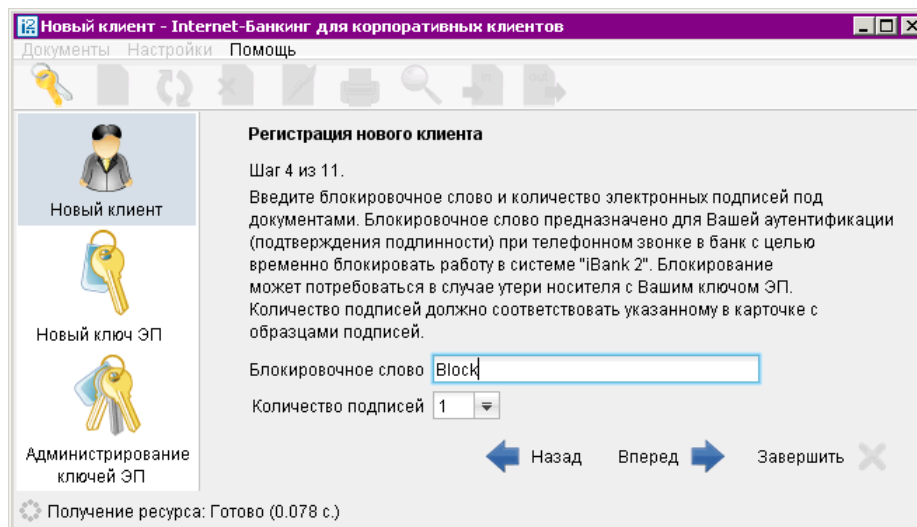 Новый клиент - Internet-Банкинг для корпоративных клиентов
Документы Настройки Помощь
Новый клиент
Новый ключ ЭП
Администрирование
ключей ЭП
Регистрация нового клиента
Шаг 4 из 11.
Введите блокировочное слово и количество электронных подписей под
документами. Блокировочное слово предназначено для Вашей аутентификации
(подтверждения подлинности) при телефонном звонке в банк с целью
временно блокировать работу в системе "iBank 2". Блокирование
может потребоваться в случае утери носителя с Вашим ключом ЭП.
Количество подписей должно соответствовать указанному в карточке с
образцами подписей.
Блокировочное слово Block
Количество подписей 1
Назад Вперед Завершить
Получение ресурса: Готово (0.078 с.)